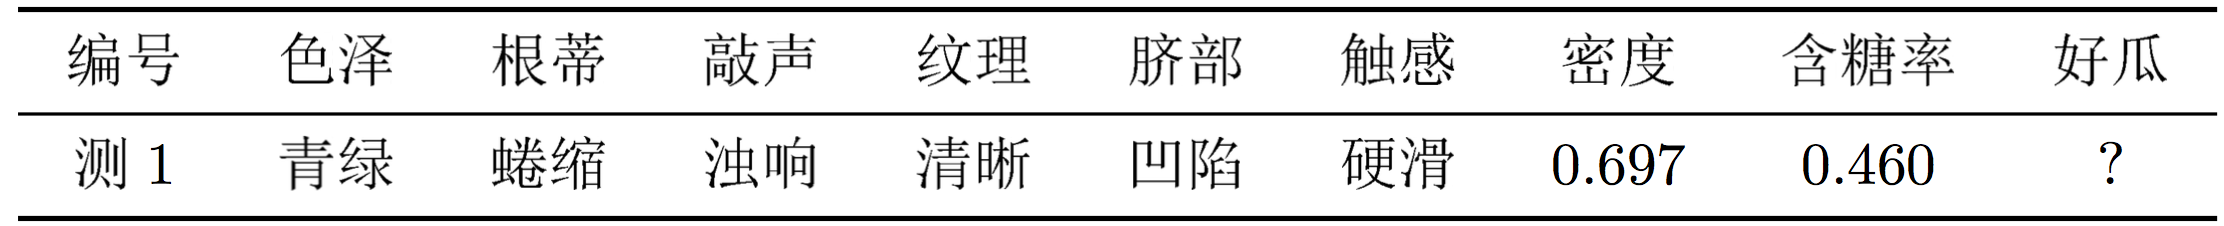 编号 色泽 根蒂 敲声 纹理 脐部 触感 密度 含糖率 好瓜
测 1 青绿 蜷缩 浊响 清晰 凹陷 硬滑 0.697 0.460 ?